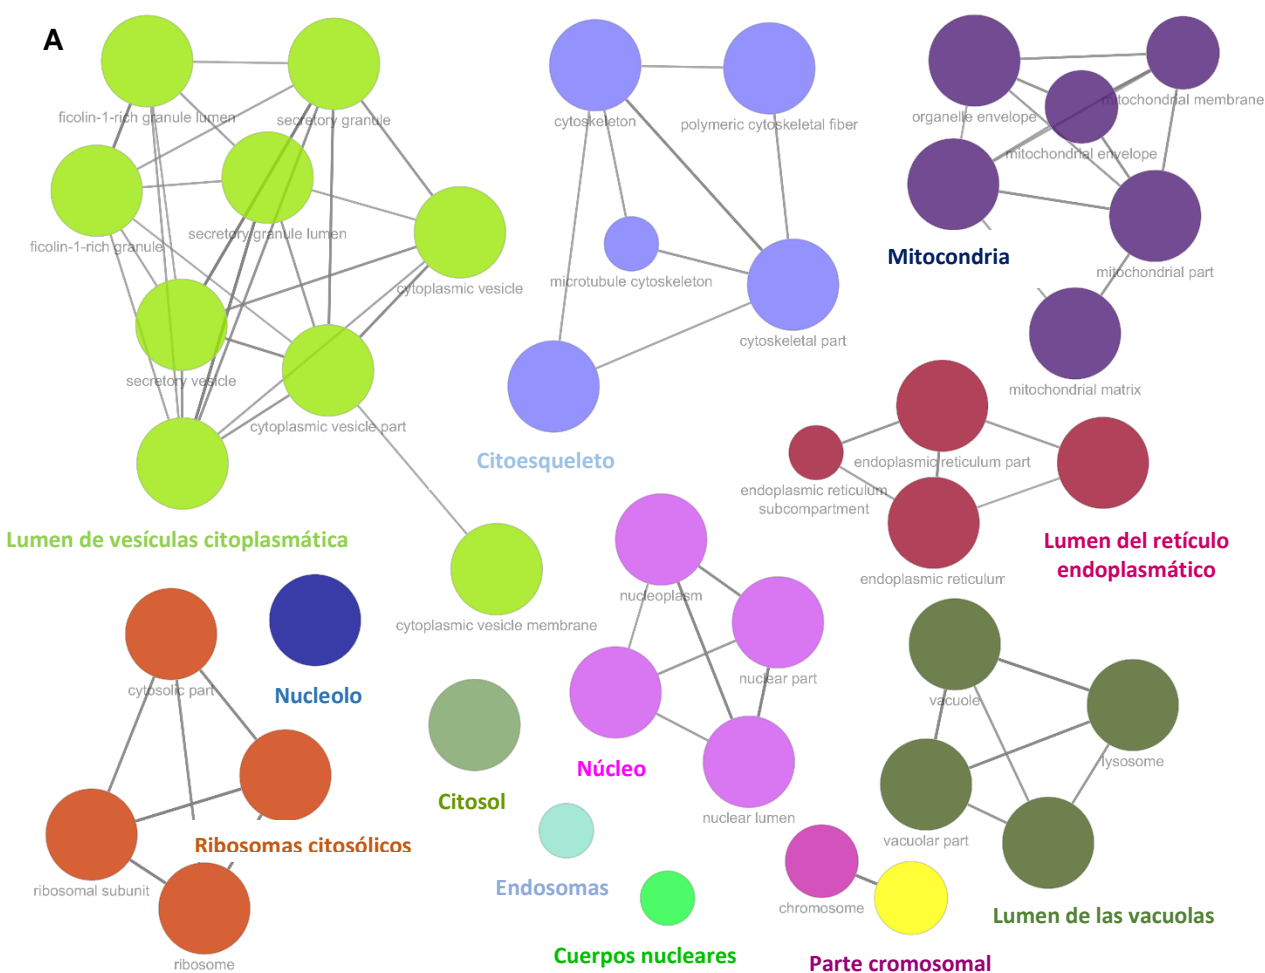 A
ficolin-1-rich granule lumen
secretory granule
ficolin-1-rich granule
secretory granule lumen
cytoplasmic vesicle
secretory vesicle
cytoplasmic vesicle part
Lumen de vesículas citoplasmática
cytoplasmic vesicle membrane
cytoskeleton
polymeric cytoskeletal fiber
microtubule cytoskeleton
cytoskeletal part
Citoesqueleto
organelle envelope
mitochondrial membrane
mitochondrial envelope
Mitocondria
mitochondrial part
mitochondrial matrix
endoplasmic reticulum part
endoplasmic reticulum
subcompartment
endoplasmic reticulum
Lumen del retículo
endoplasmático
cytosolic part
Nucleolo
Ribosomas citosólicos
ribosomal subunit
ribosome
Citosol
nucleoplasm
nuclear part
Núcleo
nuclear lumen
Endosomas
Cuerpos nucleares
vacuole
lysosome
vacuolar part
Lumen de las vacuolas
chromosome
Parte cromosomal